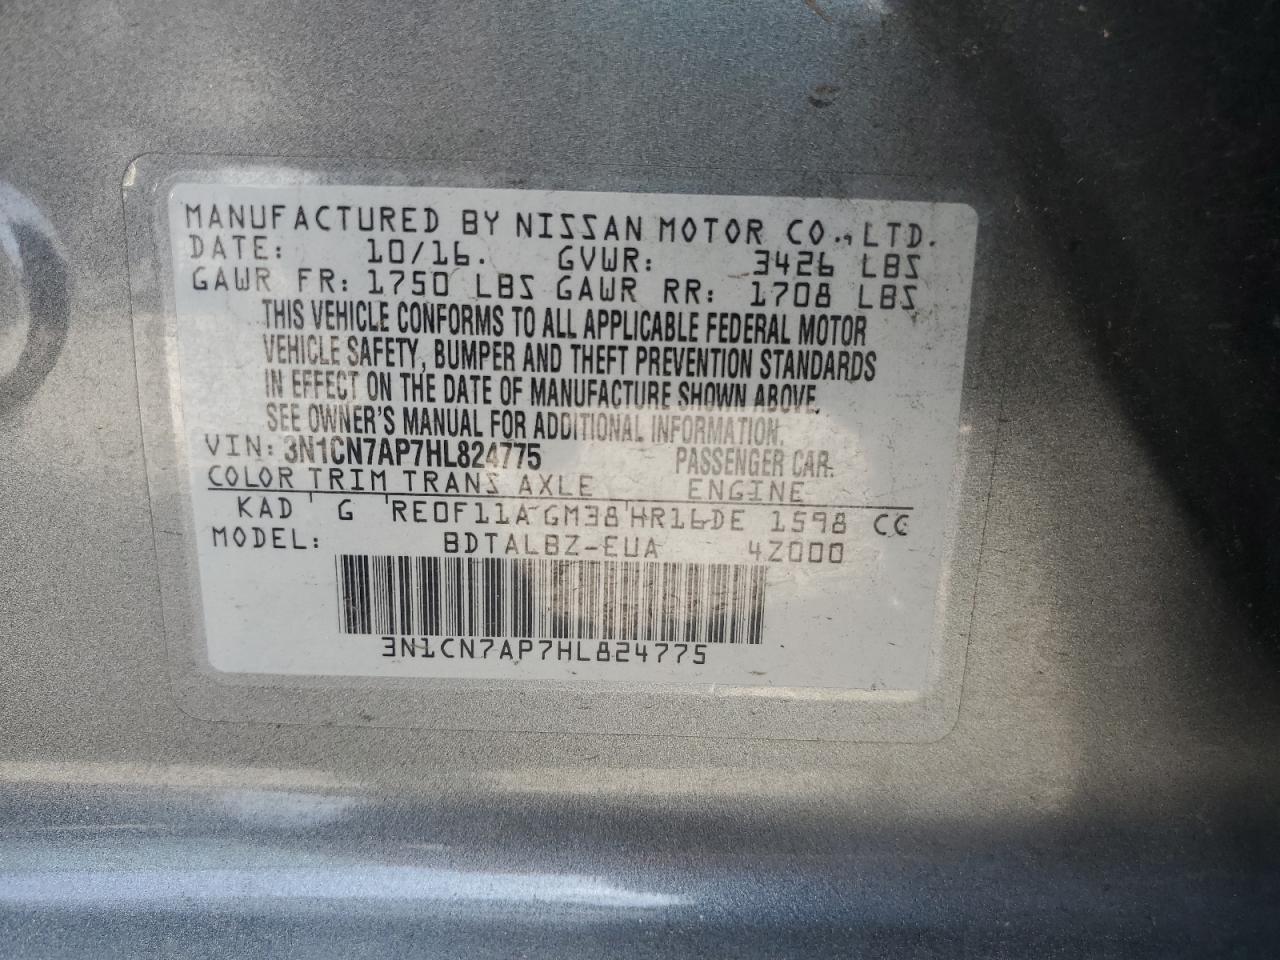 MANUFACTURED BY NISSAN MOTOR CO., LTD.
DATE: 10/16. GVWR: 3426 LBS
GAWR FR: 1750 LBS GAWR RR: 1708 LBS
THIS VEHICLE CONFORMS TO ALL APPLICABLE FEDERAL MOTOR
VEHICLE SAFETY, BUMPER AND THEFT PREVENTION STANDARDS
IN EFFECT ON THE DATE OF MANUFACTURE SHOWN ABOVE.
SEE OWNER'S MANUAL FOR ADDITIONAL INFORMATION.
VIN: 3N1CN7AP7HL824775 PASSENGER CAR.
COLOR TRIM TRANS AXLE ENGINE
KAD G RE0F11A GM38 HR16DE 1598 CC
MODEL: BDTALBZ-EUA 4Z000
3N1CN7AP7HL824775